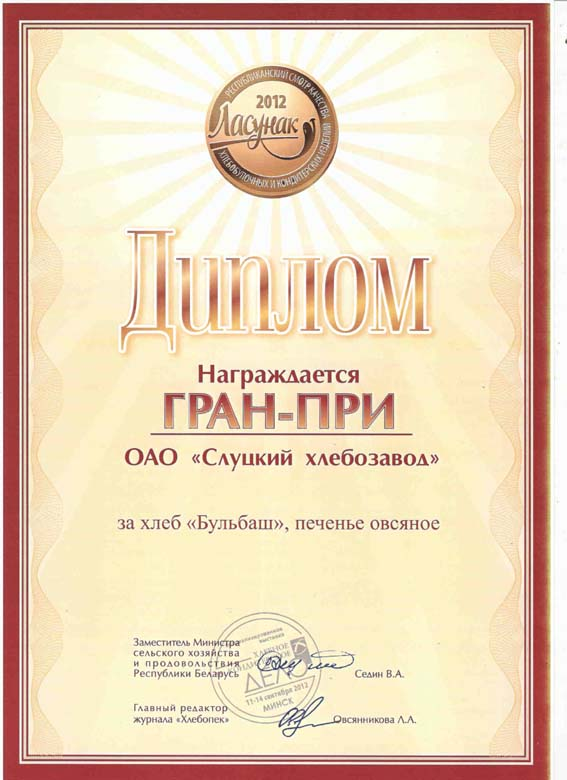 РЕСПУБЛИКАНСКИЙ СМОТР КАЧЕСТВА
2012
Ласунак
ХЛЕБОБУЛОЧНЫХ И КОНДИТЕРСКИХ ИЗДЕЛИЙ
Диплом
Награждается
ГРАН-ПРИ
ОАО «Слуцкий хлебозавод»
за хлеб «Бульбаш», печенье овсяное
Заместитель Министра
сельского хозяйства
и продовольствия
Республики Беларусь
Седин В.А.
ХЛЕБНОЕ
КОНДИТЕРСКОЕ
ДЕЛО
11-14 сентября 2012
МИНСК
Главный редактор
журнала «Хлебопек»
Овсянникова Л.А.